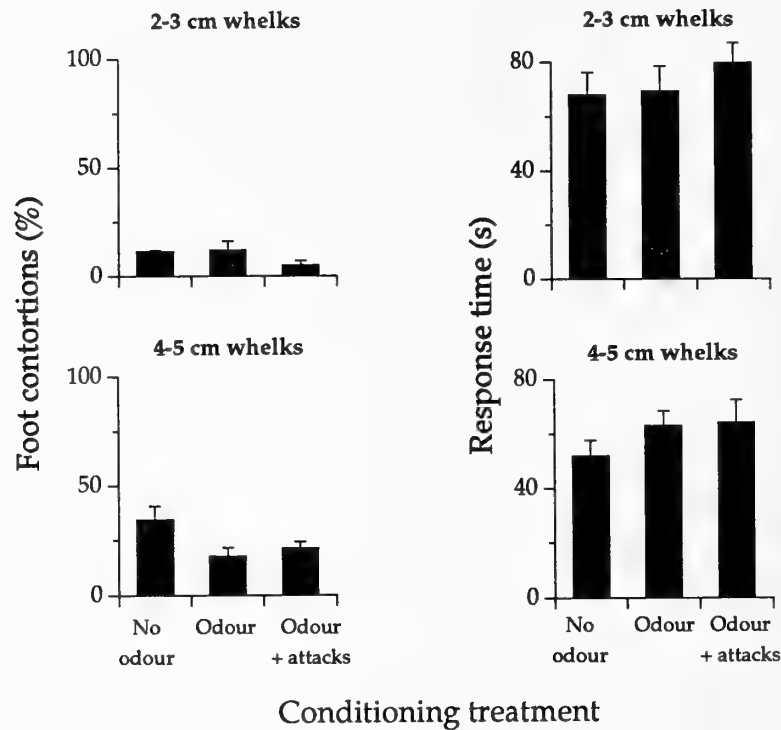 2-3 cm whelks
100
50
0
4-5 cm whelks
100
50
0
Foot contortions (%)
No odour
Odour
Odour + attacks
2-3 cm whelks
80
40
0
4-5 cm whelks
80
40
0
Response time (s)
No odour
Odour
Odour + attacks
Conditioning treatment